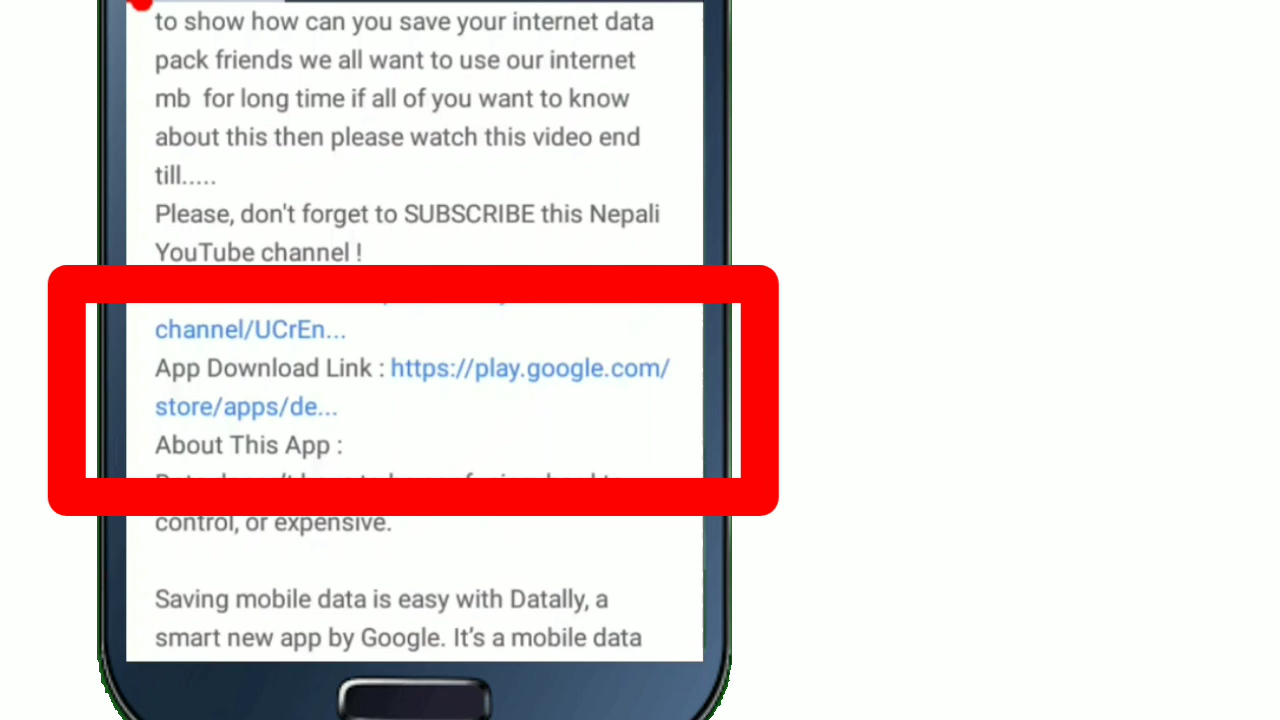 to show how can you save your internet data
pack friends we all want to use our internet
mb for long time if all of you want to know
about this then please watch this video end
till.....
Please, don't forget to SUBSCRIBE this Nepali
YouTube channel !
channel/UCrEn...
App Download Link : https://play.google.com/
store/apps/de...
About This App :
control, or expensive.
Saving mobile data is easy with Datally, a
smart new app by Google. It's a mobile data